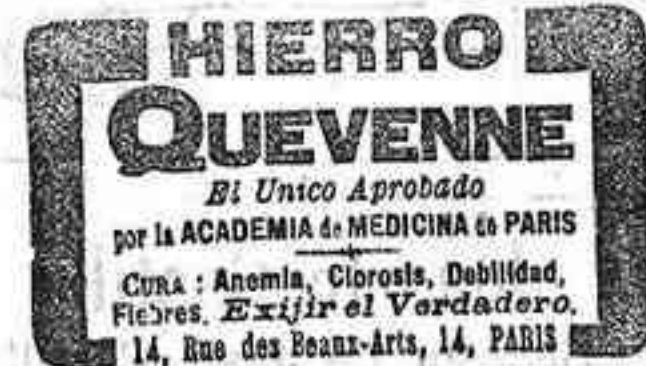 HIERRO
QUEVENNE
El Unico Aprobado
por la ACADEMIA de MEDICINA de PARIS
CURA : Anemia, Clorosis, Debilidad,
Fiebres. Exijir el Verdadero.
14, Rue des Beaux-Arts, 14, PARIS